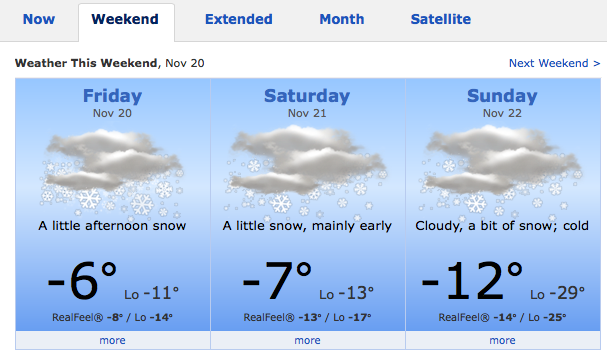 Now Weekend Extended Month Satellite
Weather This Weekend, Nov 20 Next Weekend >
Friday
Nov 20
A little afternoon snow
-6° Lo -11°
RealFeel® -8° / Lo -14°
more
Saturday
Nov 21
A little snow, mainly early
-7° Lo -13°
RealFeel® -13° / Lo -17°
more
Sunday
Nov 22
Cloudy, a bit of snow; cold
-12° Lo -29°
RealFeel® -14° / Lo -25°
more